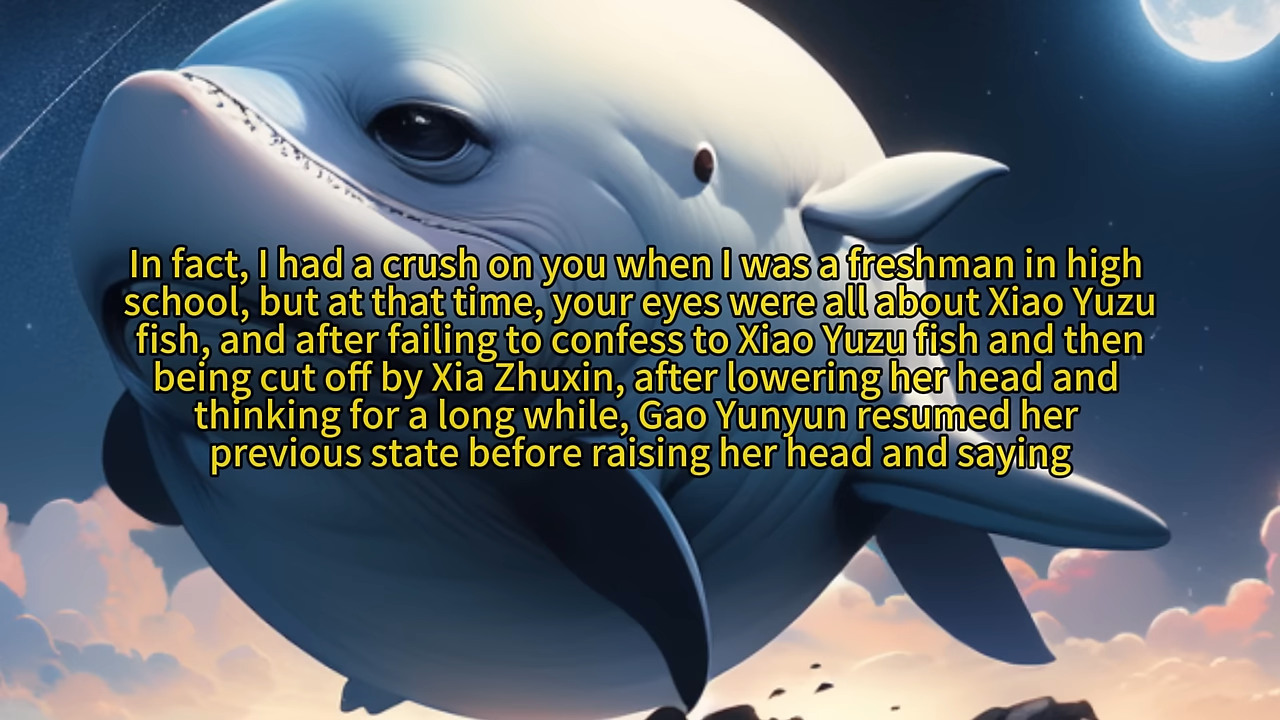 In fact, I had a crush on you when I was a freshman in high
school, but at that time, your eyes were all about Xiao Yuzu
fish, and after failing to confess to Xiao Yuzu fish and then
being cut off by Xia Zhuxin, after lowering her head and
thinking for a long while, Gao Yunyun resumed her
previous state before raising her head and saying